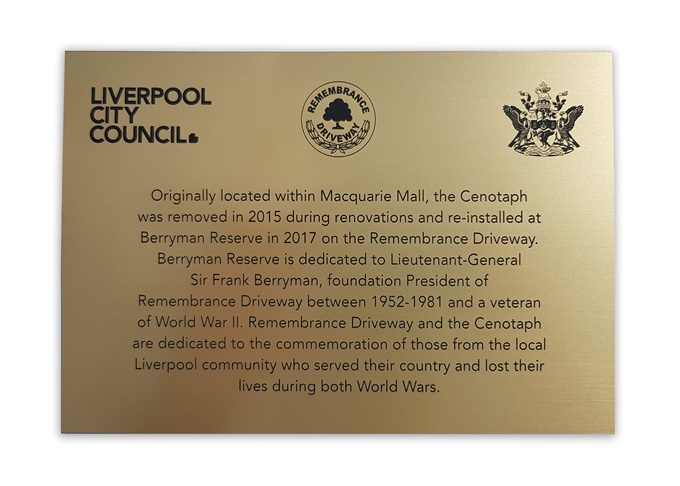 LIVERPOOL
CITY
COUNCIL
REMEMBRANCE
DRIVEWAY
Originally located within Macquarie Mall, the Cenotaph
was removed in 2015 during renovations and re-installed at
Berryman Reserve in 2017 on the Remembrance Driveway.
Berryman Reserve is dedicated to Lieutenant-General
Sir Frank Berryman, foundation President of
Remembrance Driveway between 1952-1981 and a veteran
of World War II. Remembrance Driveway and the Cenotaph
are dedicated to the commemoration of those from the local
Liverpool community who served their country and lost their
lives during both World Wars.